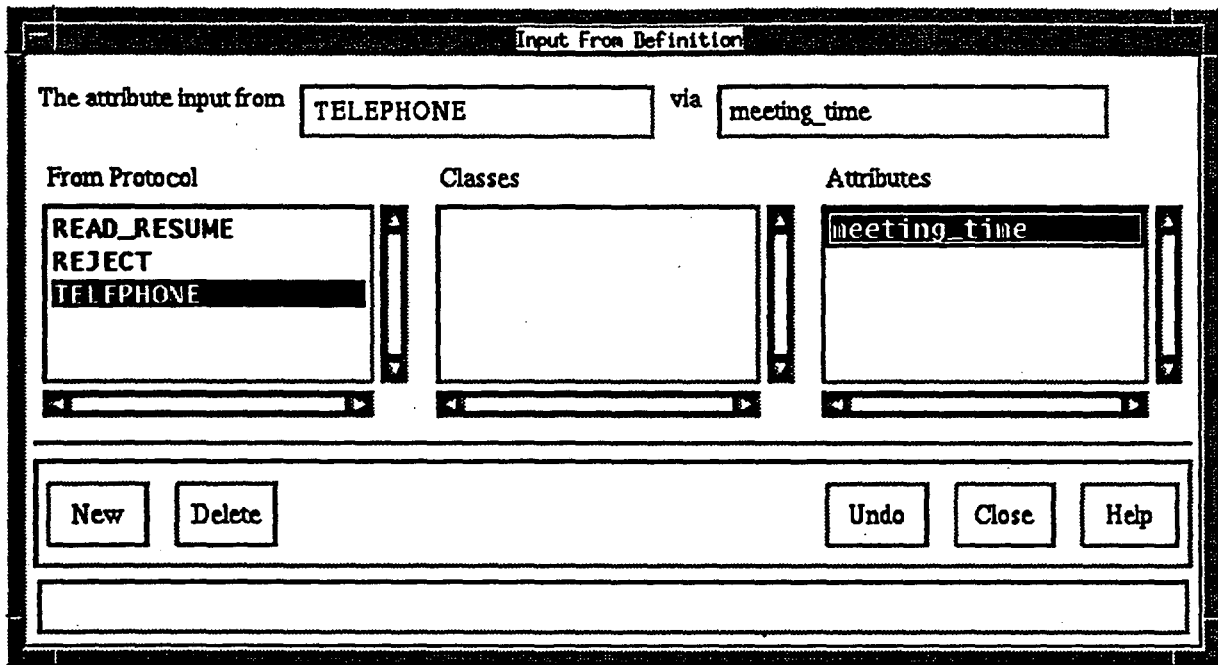 Input From Definition
The attribute input from TELEPHONE via meeting_time
From Protocol Classes Attributes
READ_RESUME meeting_time
REJECT
TELEPHONE
New Delete Undo Close Help